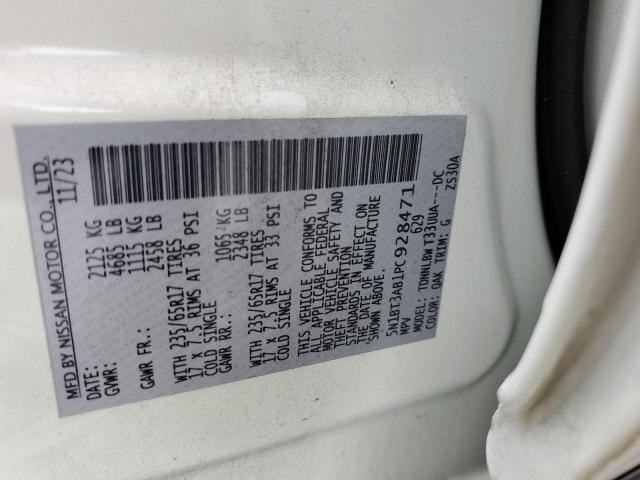 MFD BY NISSAN MOTOR CO., LTD.
DATE: 11/23
GVWR: 2125 KG
4685 LB
GAWR FR.: 1115 KG
2458 LB
WITH 235/65R17 TIRES
17 X 7.5 RIMS AT 36 PSI
COLD SINGLE
GAWR RR.: 1065 KG
2348 LB
WITH 235/65R17 TIRES
17 X 7.5 RIMS AT 33 PSI
COLD SINGLE
THIS VEHICLE CONFORMS TO
ALL APPLICABLE FEDERAL
MOTOR VEHICLE SAFETY AND
THEFT PREVENTION
STANDARDS IN EFFECT ON
THE DATE OF MANUFACTURE
SHOWN ABOVE.
5N1BT3AB1PC928471
MPV 629
MODEL: TDNNLBW T33UUA---DC
COLOR: QAK TRIM: G ZS30A